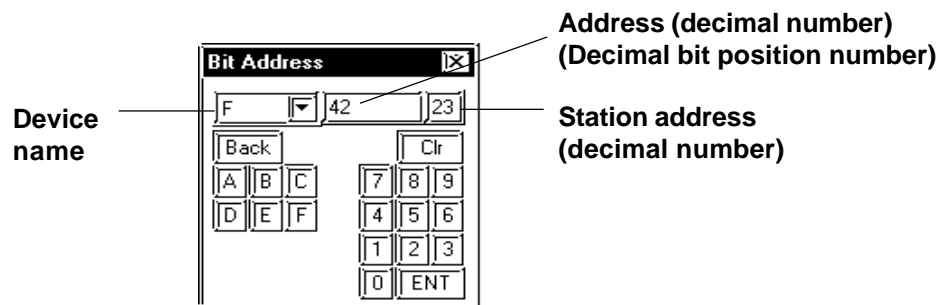 Address (decimal number)
(Decimal bit position number)
Bit Address
F 42 23
Device
name
Station address
(decimal number)
Back Clr
A B C 7 8 9
D E F 4 5 6
1 2 3
0 ENT